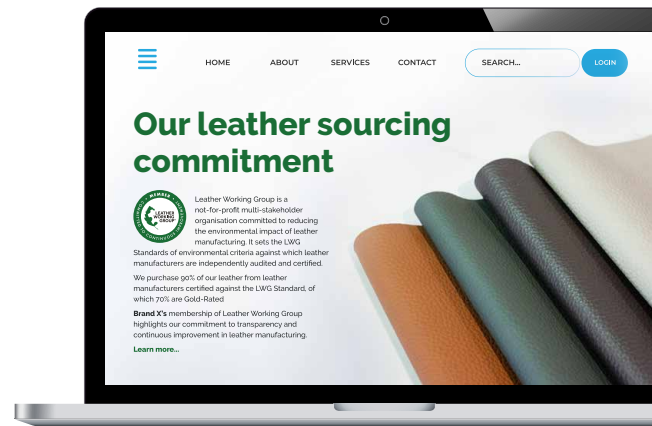 HOME ABOUT SERVICES CONTACT SEARCH... LOGIN
Our leather sourcing
commitment
MEMBER
LEATHER
WORKING
GROUP
Leather Working Group is a
not-for-profit multi-stakeholder
organisation committed to reducing
the environmental impact of leather
manufacturing. It sets the LWG
Standards of environmental criteria against which leather
manufacturers are independently audited and certified.
We purchase 90% of our leather from leather
manufacturers certified against the LWG Standard, of
which 70% are Gold-Rated
Brand X's membership of Leather Working Group
highlights our commitment to transparency and
continuous improvement in leather manufacturing.
Learn more...